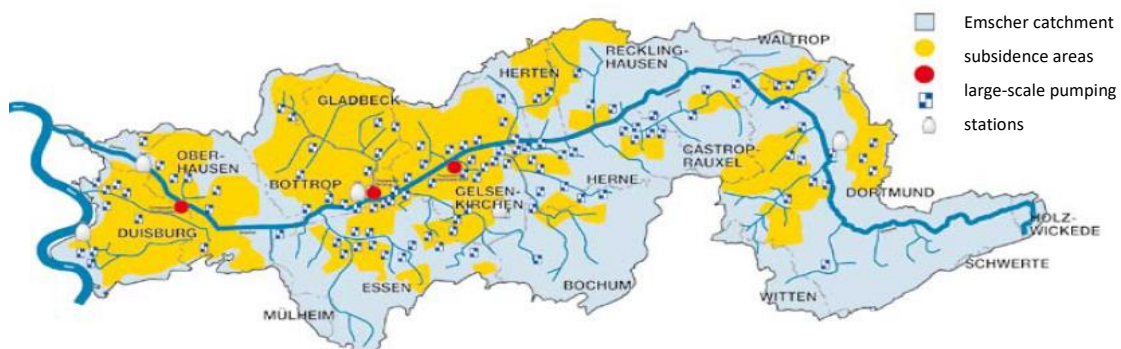 Emscher catchment
subsidence areas
large-scale pumping
stations
WALTROP
RECKLING-
HAUSEN
HERTEN
GLADBECK
OBER-
HAUSEN
BOTTROP
CASTROP-
RAUXEL
GELSEN-
KIRCHEN
HERNE
DORTMUND
DUISBURG
HOLZ-
WICKEDE
SCHWERTE
ESSEN
BOCHUM
WITTEN
MÜLHEIM